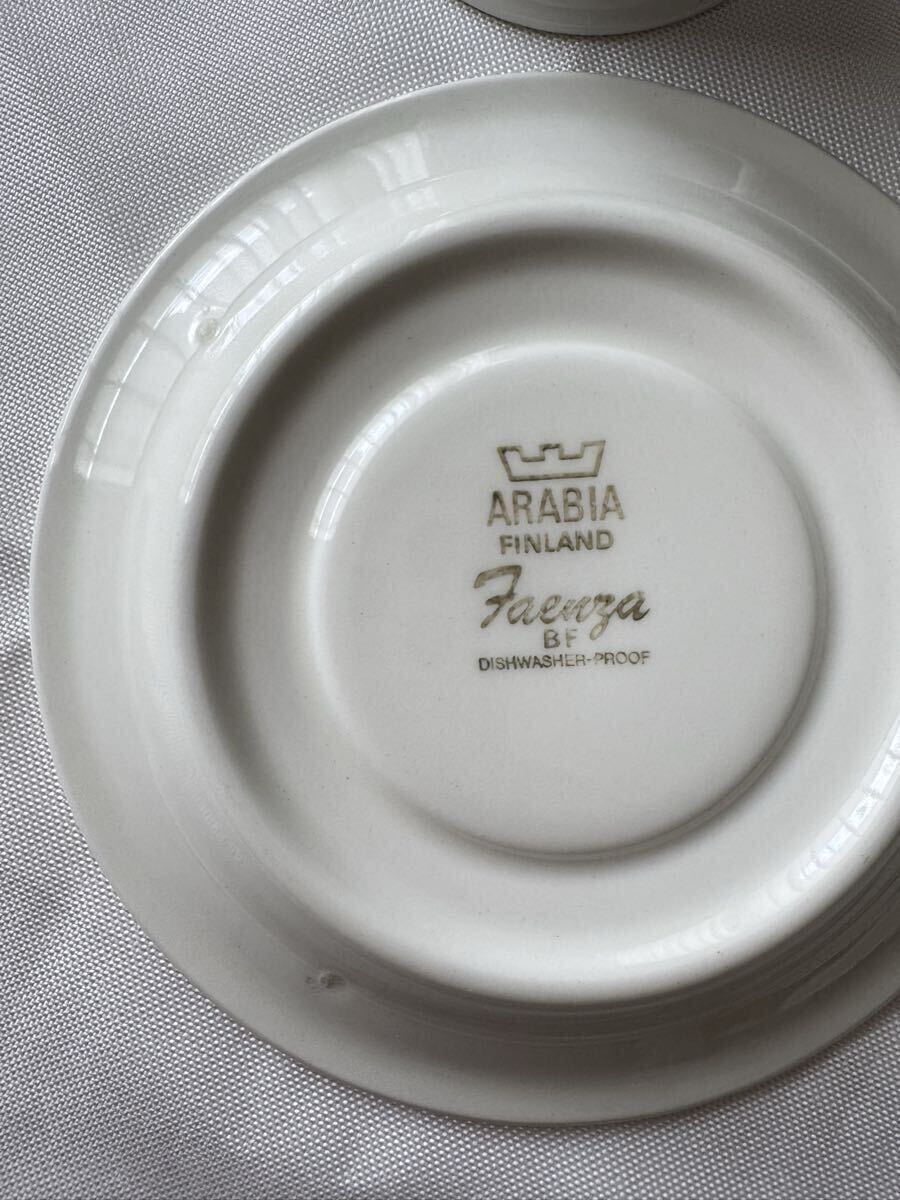 ARABIA
FINLAND
Faenza
BF
DISHWASHER-PROOF